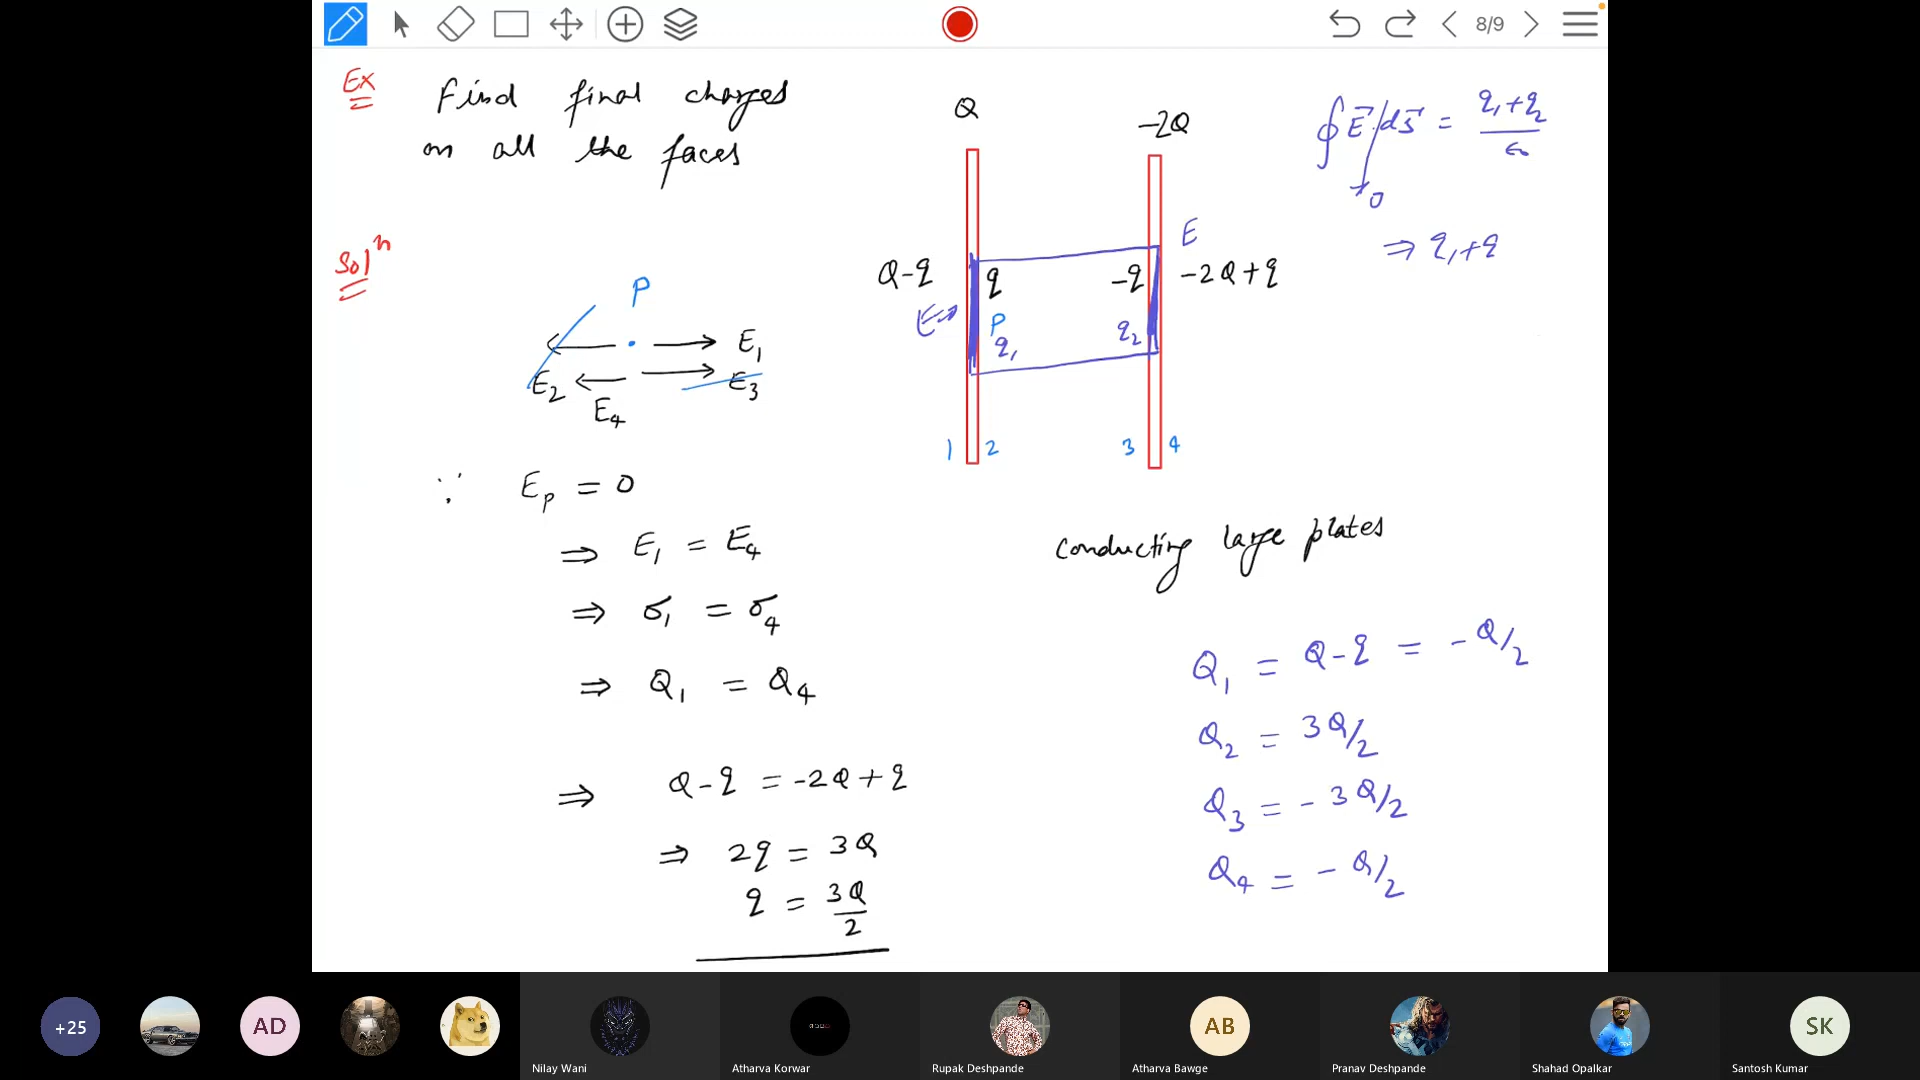 8/9
Ex
Find final charges
on all the faces
Q
-2Q
∮E⃗/ds⃗ = q₁+q₂/ε₀
0
⇒ q₁+q
Solⁿ
P
E₁
E₂
E₃
E₄
E
Q-q
q
-q
-2Q+q
E
P
q₁
q₂
1
2
3
4
∵ Eₚ = 0
⇒ E₁ = E₄
⇒ σ₁ = σ₄
⇒ Q₁ = Q₄
⇒ Q-q = -2Q+q
⇒ 2q = 3Q
q = 3Q/2
conducting large plates
Q₁ = Q-q = -Q/2
Q₂ = 3Q/2
Q₃ = -3Q/2
Q₄ = -Q/2
+25
AD
Nilay Wani
Atharva Korwar
Rupak Deshpande
AB
Atharva Bawge
Pranav Deshpande
Shahad Opalkar
SK
Santosh Kumar